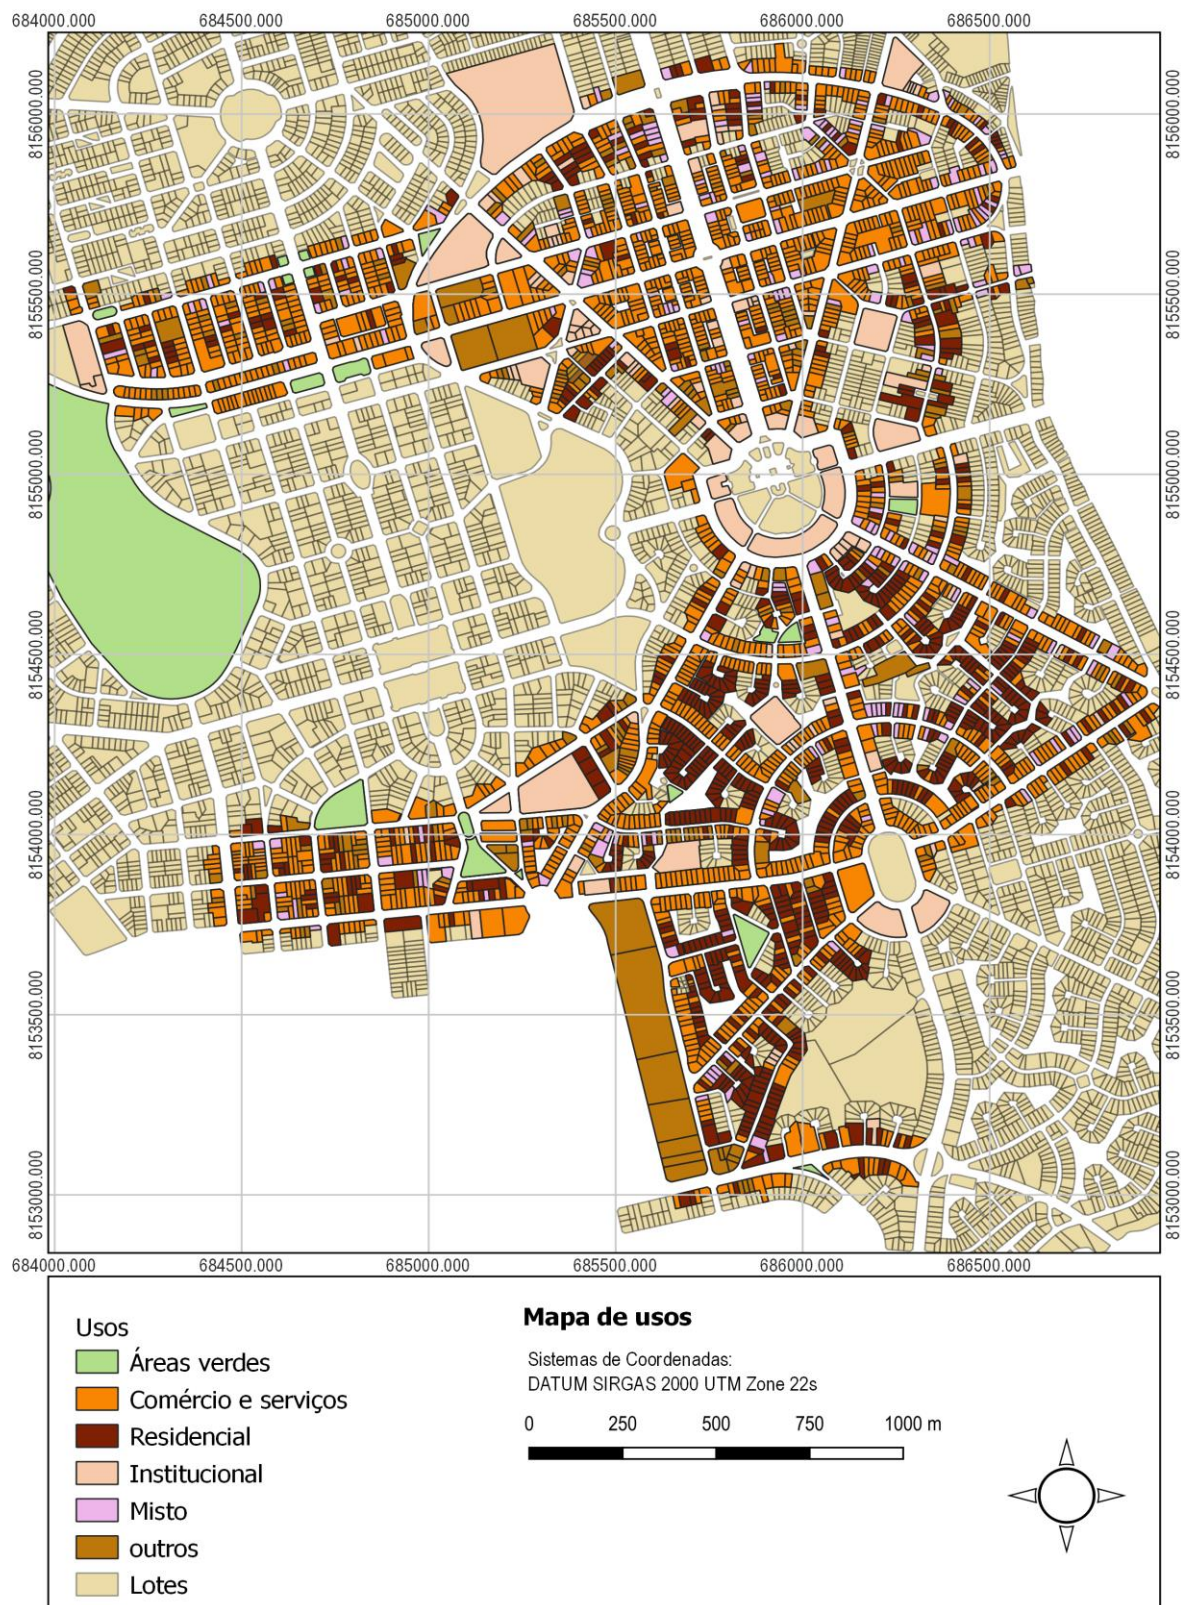 684000.000 684500.000 685000.000 685500.000 686000.000 686500.000
8156000.000 8156000.000
8155500.000 8155500.000
8155000.000 8155000.000
8154500.000 8154500.000
8154000.000 8154000.000
8153500.000 8153500.000
8153000.000 8153000.000
684000.000 684500.000 685000.000 685500.000 686000.000 686500.000
Usos
Áreas verdes
Comércio e serviços
Residencial
Institucional
Misto
outros
Lotes
Mapa de usos
Sistemas de Coordenadas:
DATUM SIRGAS 2000 UTM Zone 22s
0 250 500 750 1000 m